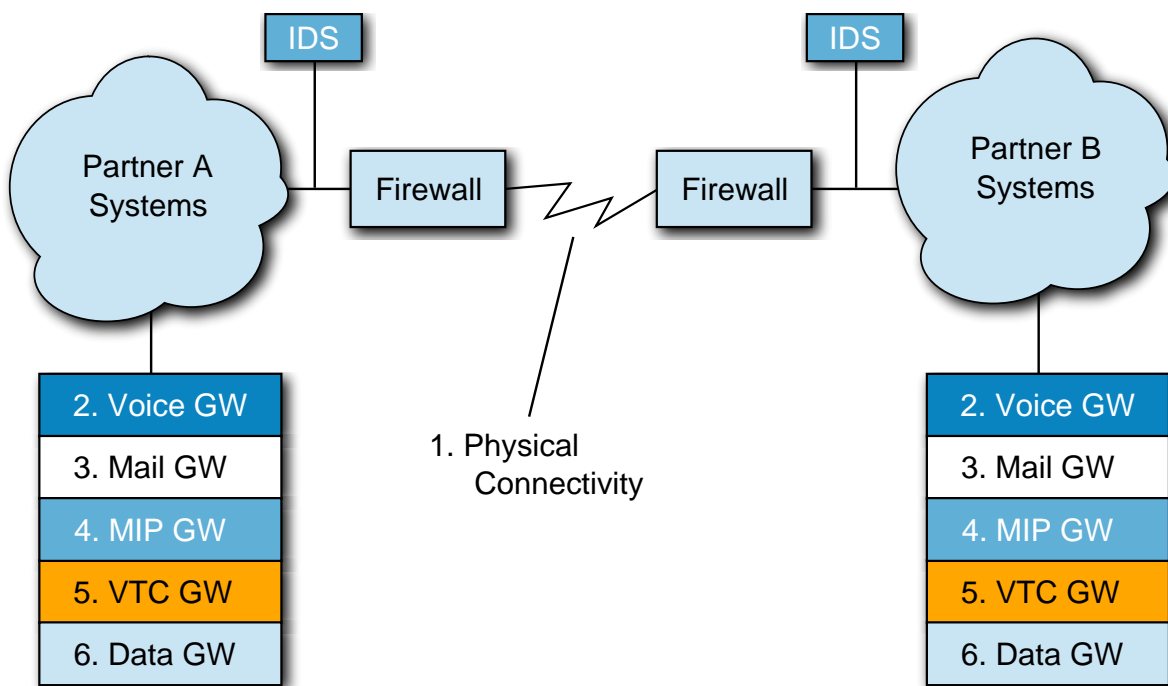 IDS
IDS
Partner A
Systems
Firewall
Firewall
Partner B
Systems
2. Voice GW
3. Mail GW
4. MIP GW
5. VTC GW
6. Data GW
1. Physical
Connectivity
2. Voice GW
3. Mail GW
4. MIP GW
5. VTC GW
6. Data GW